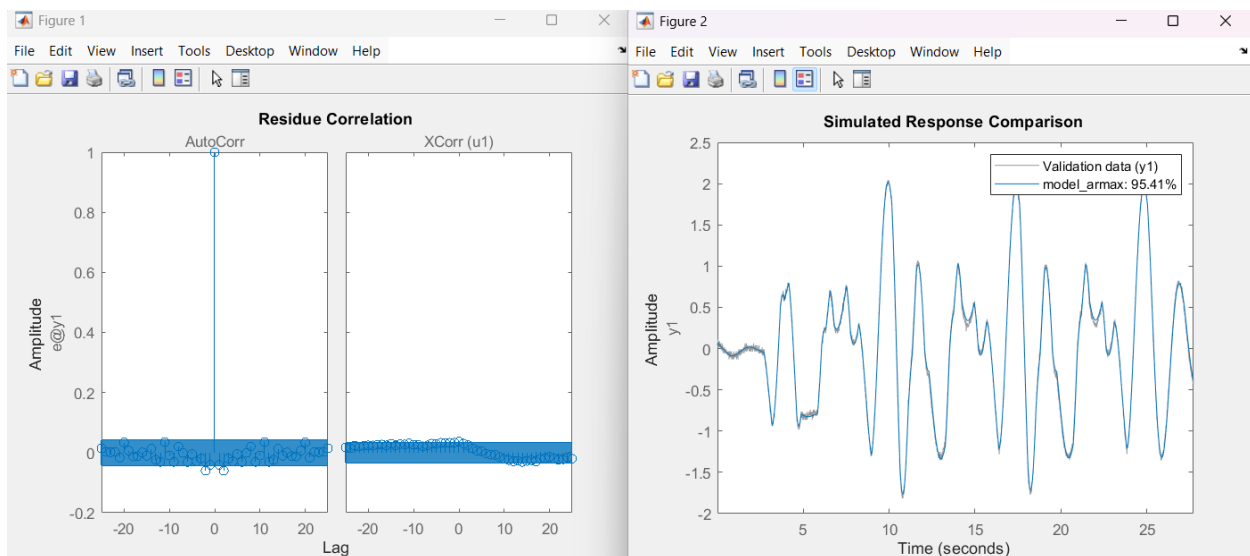 Figure 1
File Edit View Insert Tools Desktop Window Help
Residue Correlation
AutoCorr
XCorr (u1)
1
0.8
0.6
0.4
0.2
0
-0.2
Amplitude
e@y1
-20 -10 0 10 20
-20 -10 0 10 20
Lag
Figure 2
File Edit View Insert Tools Desktop Window Help
Simulated Response Comparison
2.5
2
1.5
1
0.5
0
-0.5
-1
-1.5
-2
Amplitude
y1
Validation data (y1)
model_armax: 95.41%
5 10 15 20 25
Time (seconds)